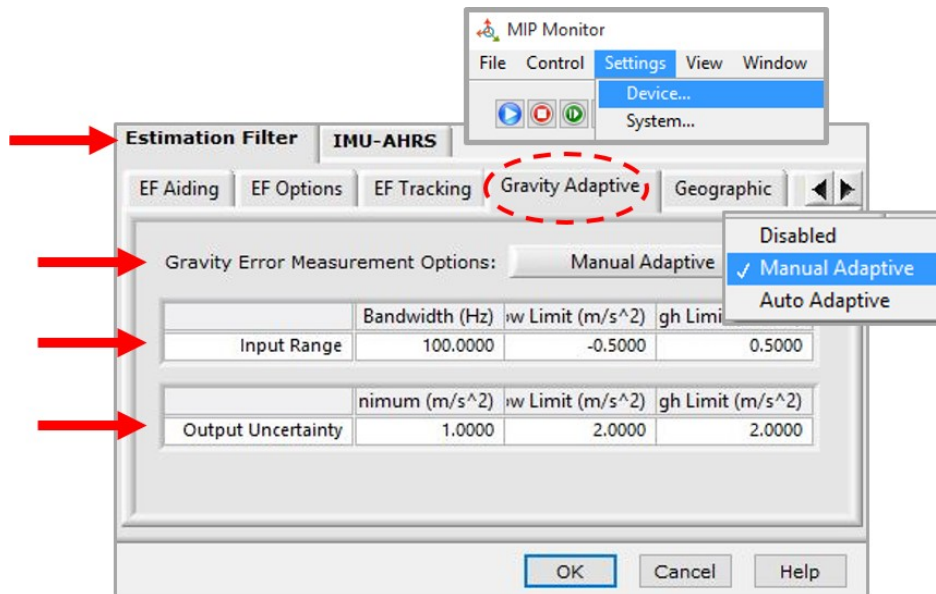 MIP Monitor
File Control Settings View Window
Device...
System...
Estimation Filter IMU-AHRS
EF Aiding EF Options EF Tracking Gravity Adaptive Geographic
Gravity Error Measurement Options: Manual Adaptive
Disabled
✓ Manual Adaptive
Auto Adaptive
Bandwidth (Hz) w Limit (m/s^2) gh Limi
Input Range 100.0000 -0.5000 0.5000
nimum (m/s^2) w Limit (m/s^2) gh Limit (m/s^2)
Output Uncertainty 1.0000 2.0000 2.0000
OK Cancel Help